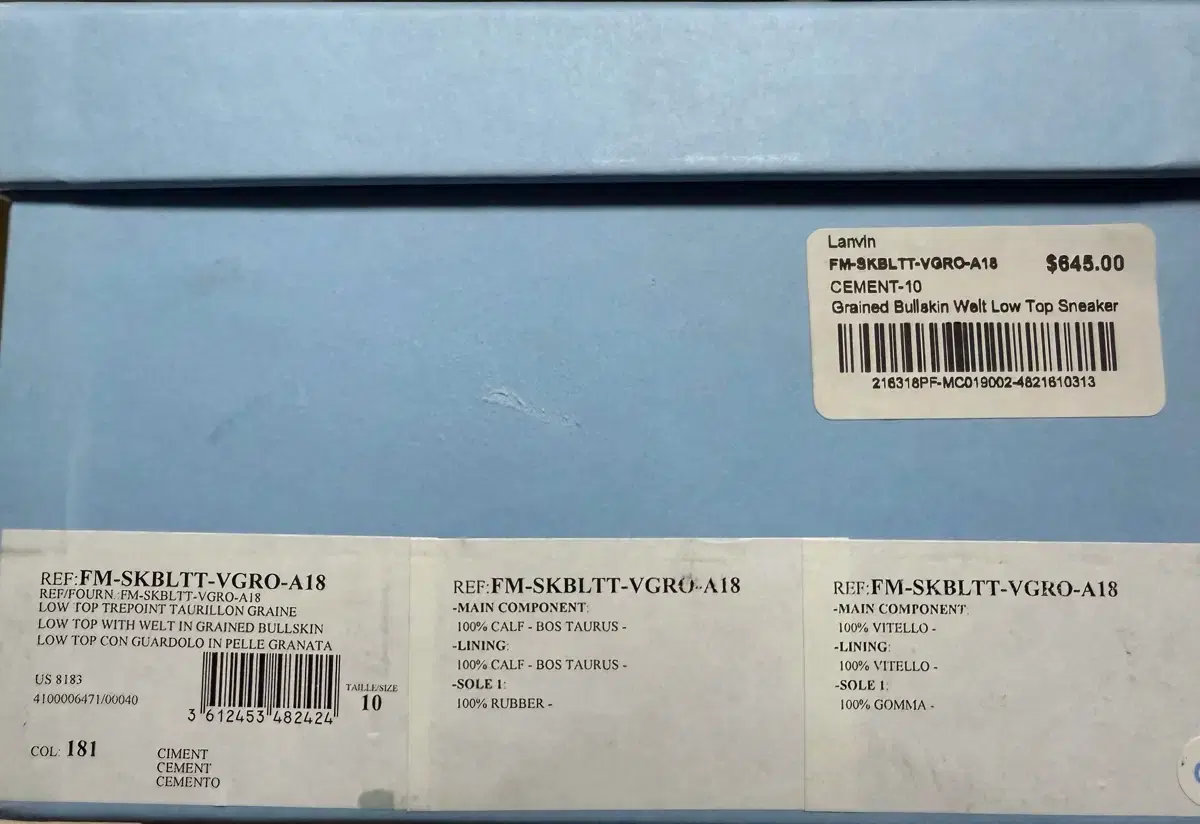 Lanvin
FM-SKBLTT-VGRO-A18 $645.00
CEMENT-10
Grained Bullskin Welt Low Top Sneaker
216318PF-MC019002-4821610313
REF:FM-SKBLTT-VGRO-A18
REF/FOURN.:FM-SKBLTT-VGRO-A18
LOW TOP TREPOINT TAURILLON GRAINE
LOW TOP WITH WELT IN GRAINED BULLSKIN
LOW TOP CON GUARDOLO IN PELLE GRANATA
US 8183
4100006471/00040
TAILLE/SIZE
10
3 612453 482424
COL: 181
CIMENT
CEMENT
CEMENTO
REF:FM-SKBLTT-VGRO-A18
-MAIN COMPONENT:
100% CALF - BOS TAURUS -
-LINING:
100% CALF - BOS TAURUS -
-SOLE 1:
100% RUBBER -
REF:FM-SKBLTT-VGRO-A18
-MAIN COMPONENT:
100% VITELLO -
-LINING:
100% VITELLO -
-SOLE 1:
100% GOMMA -